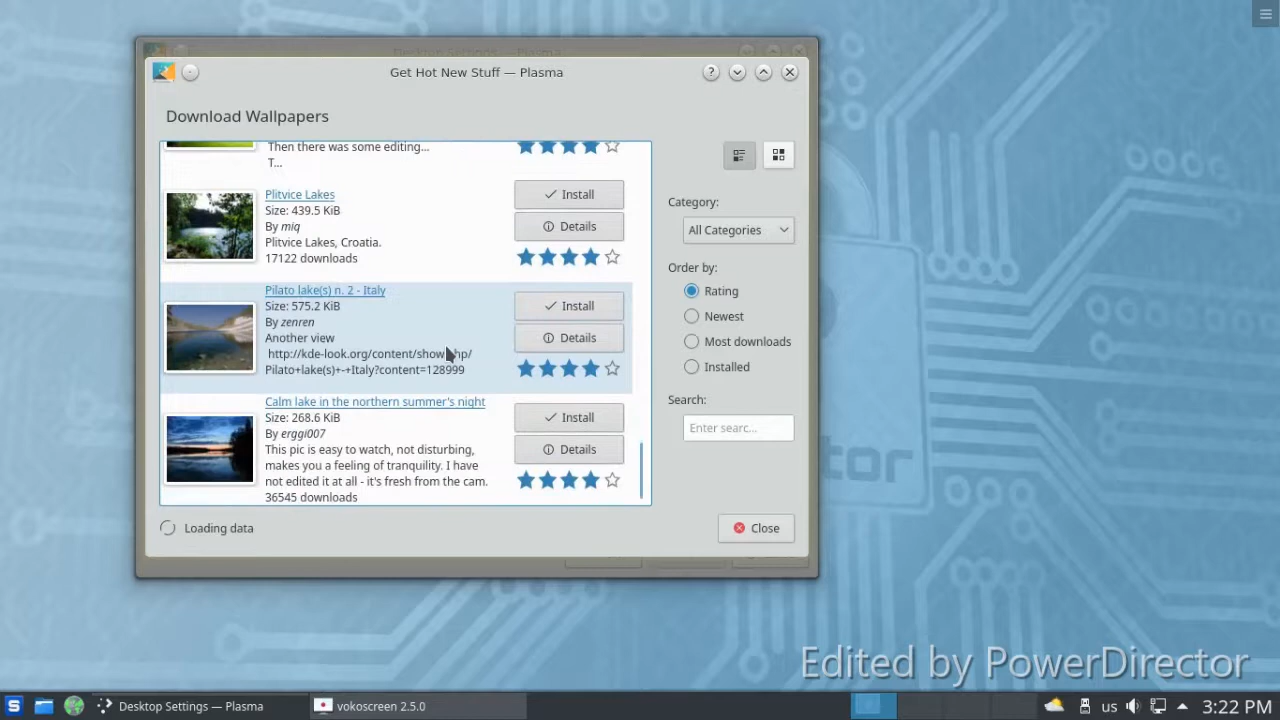 Desktop Settings — Plasma
Get Hot New Stuff — Plasma
?
Download Wallpapers
Then there was some editing...
T...
Plitvice Lakes
Size: 439.5 KiB
By miq
Plitvice Lakes, Croatia.
17122 downloads
Install
Details
Pilato lake(s) n. 2 - Italy
Size: 575.2 KiB
By zenren
Another view
http://kde-look.org/content/show hp/
Pilato+lake(s)+-+Italy?content=128999
Install
Details
Calm lake in the northern summer's night
Size: 268.6 KiB
By erggi007
This pic is easy to watch, not disturbing,
makes you a feeling of tranquility. I have
not edited it at all - it's fresh from the cam.
36545 downloads
Install
Details
Category:
All Categories
Order by:
Rating
Newest
Most downloads
Installed
Search:
Enter searc...
Loading data
Close
ctor
Edited by PowerDirector
S
Desktop Settings — Plasma
vokoscreen 2.5.0
us
3:22 PM